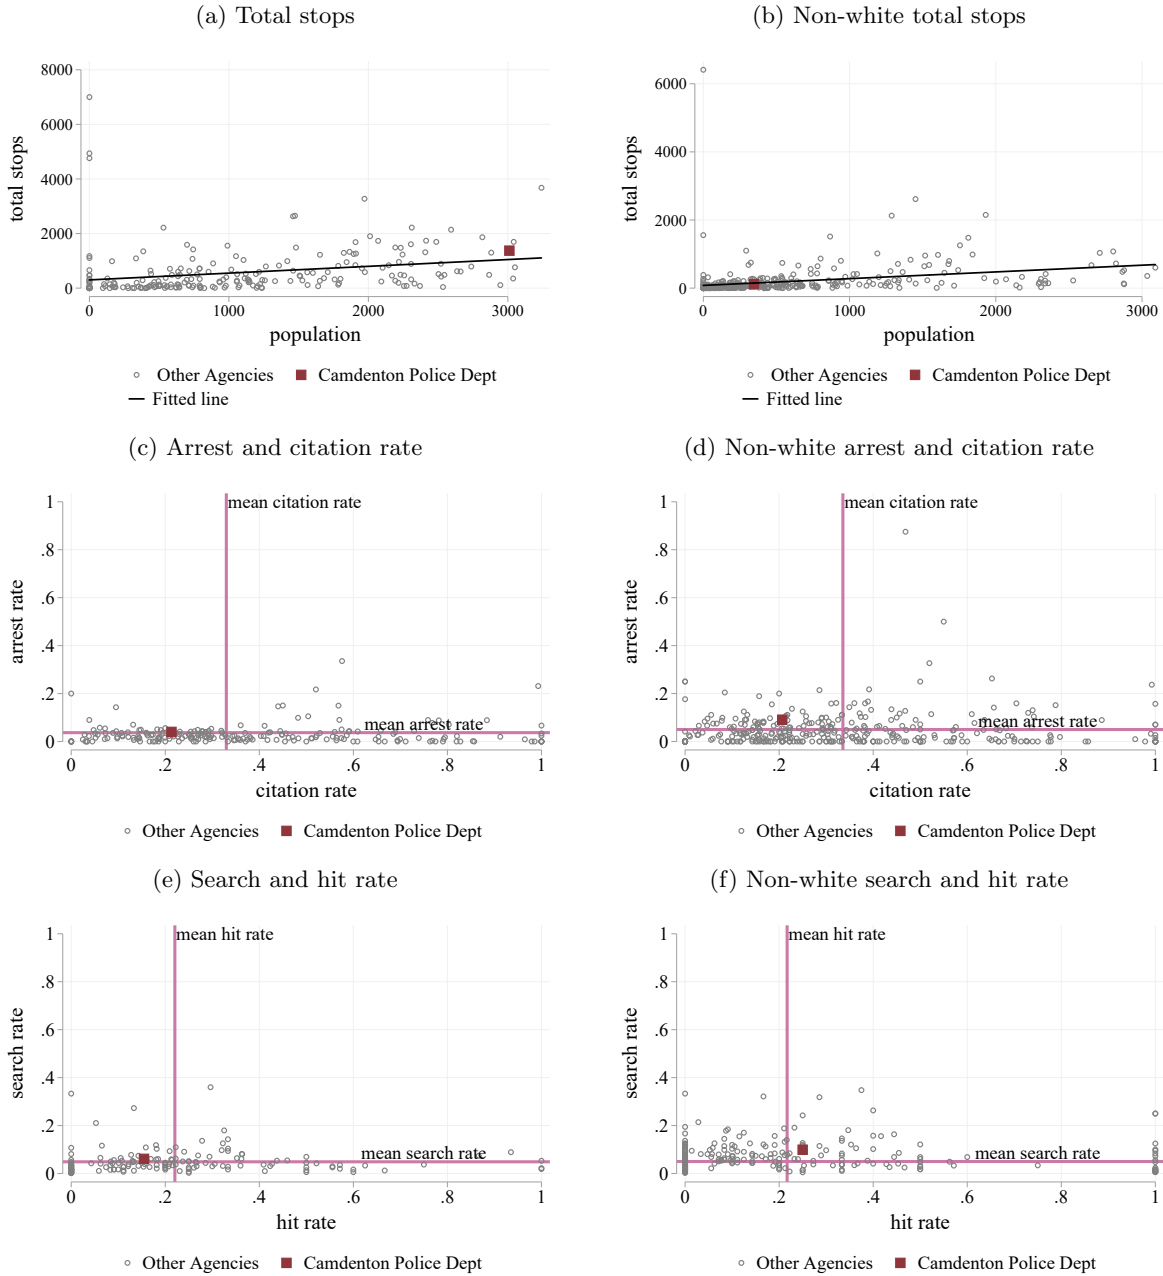 (a) Total stops
(b) Non-white total stops
8000
6000
4000
2000
0
total stops
0
1000
2000
3000
population
Other Agencies
Camdenton Police Dept
Fitted line
6000
4000
2000
0
total stops
0
1000
2000
3000
population
Other Agencies
Camdenton Police Dept
Fitted line
(c) Arrest and citation rate
(d) Non-white arrest and citation rate
1
.8
.6
.4
.2
0
arrest rate
mean citation rate
mean arrest rate
0
.2
.4
.6
.8
1
citation rate
Other Agencies
Camdenton Police Dept
1
.8
.6
.4
.2
0
arrest rate
mean citation rate
mean arrest rate
0
.2
.4
.6
.8
1
citation rate
Other Agencies
Camdenton Police Dept
(e) Search and hit rate
(f) Non-white search and hit rate
1
.8
.6
.4
.2
0
search rate
mean hit rate
mean search rate
0
.2
.4
.6
.8
1
hit rate
Other Agencies
Camdenton Police Dept
1
.8
.6
.4
.2
0
search rate
mean hit rate
mean search rate
0
.2
.4
.6
.8
1
hit rate
Other Agencies
Camdenton Police Dept